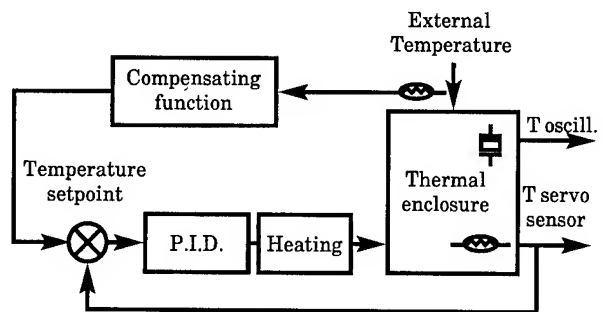 External
Temperature
Compensating
function
T oscill.
Temperature
setpoint
Thermal
enclosure
T servo
sensor
P.I.D.
Heating